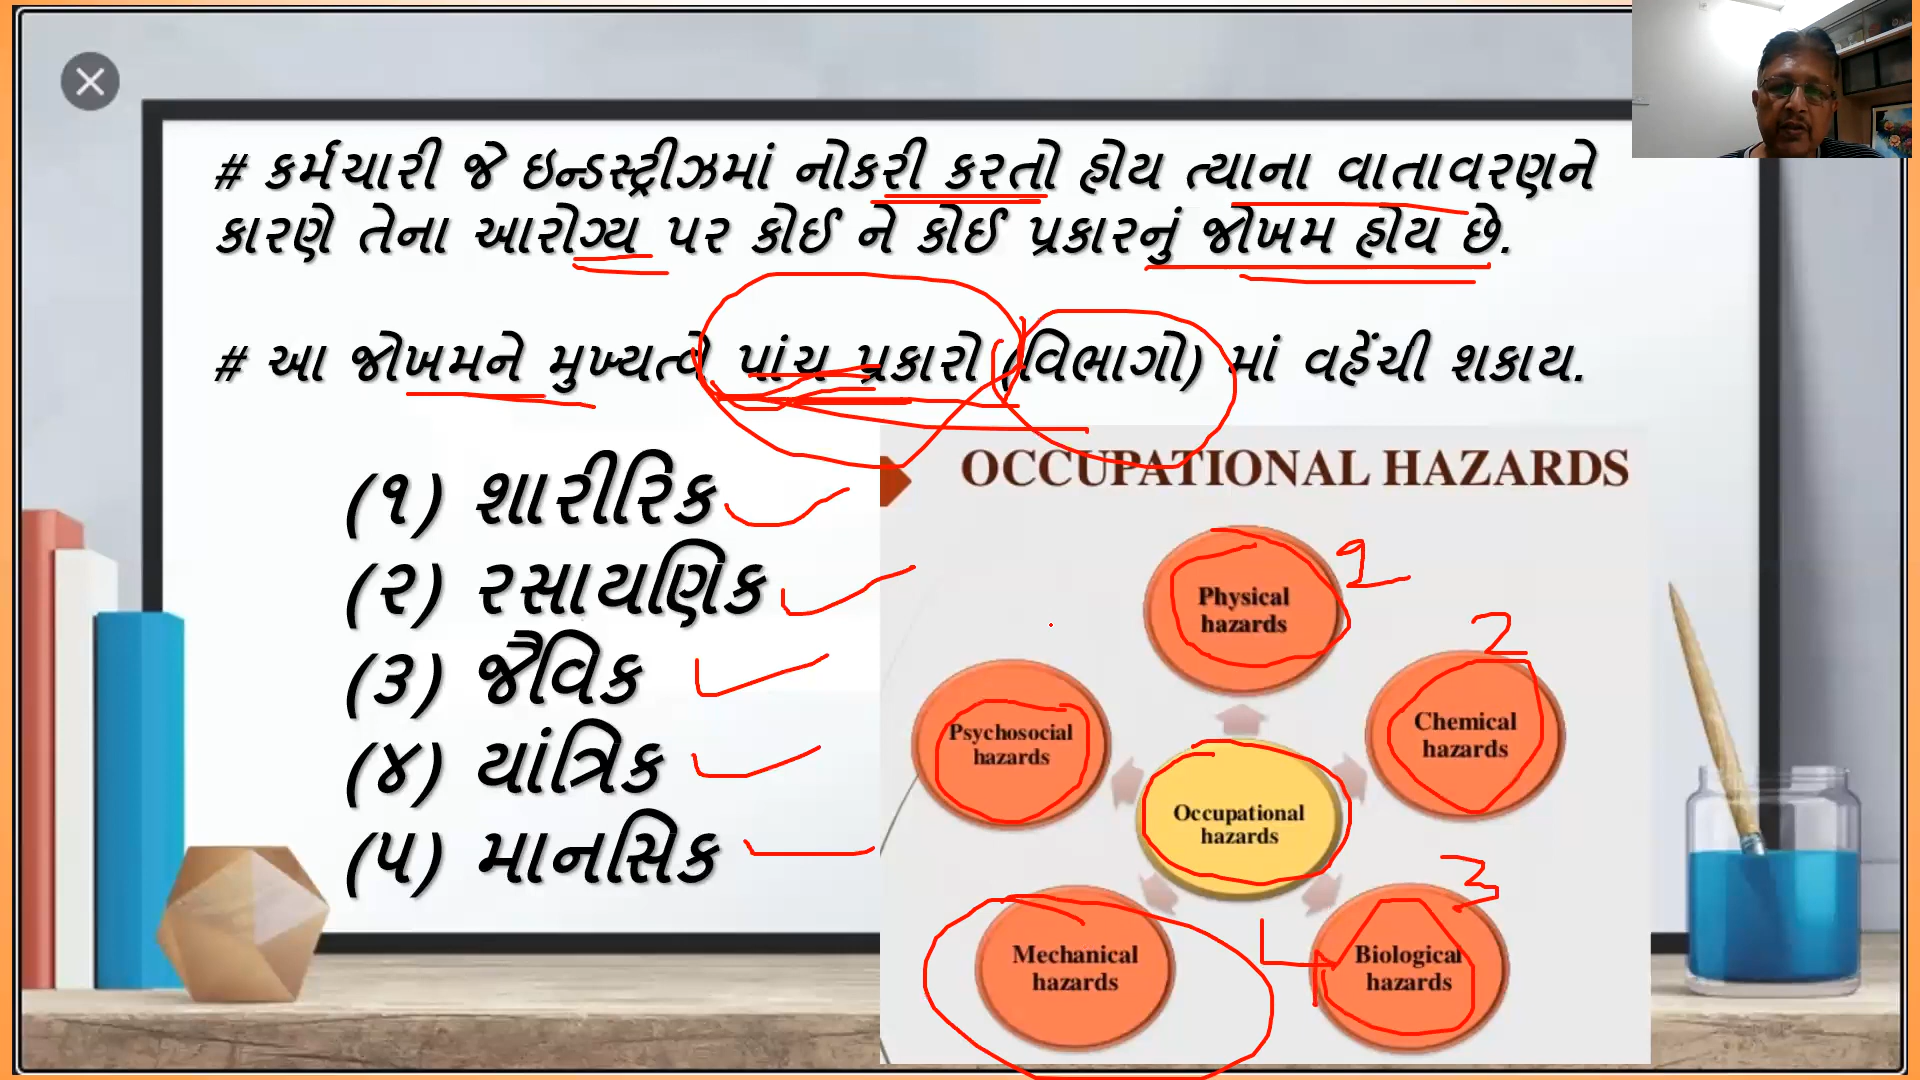 # કર્મચારી જે ઇન્ડસ્ટ્રીઝમાં નોકરી કરતો હોય ત્યાના વાતાવરણને
કારણે તેના આરોગ્ય પર કોઈ ને કોઈ પ્રકારનું જોખમ હોય છે.
# આ જોખમને મુખ્યત્વે પાંચ પ્રકારો (વિભાગો) માં વહેંચી શકાય.
(૧) શારીરિક
(૨) રસાયણિક
(૩) જૈવિક
(૪) યાંત્રિક
(૫) માનસિક
OCCUPATIONAL HAZARDS
Physical
hazards
1
2
Chemical
hazards
Psychosocial
hazards
Occupational
hazards
3
Biological
hazards
4
Mechanical
hazards